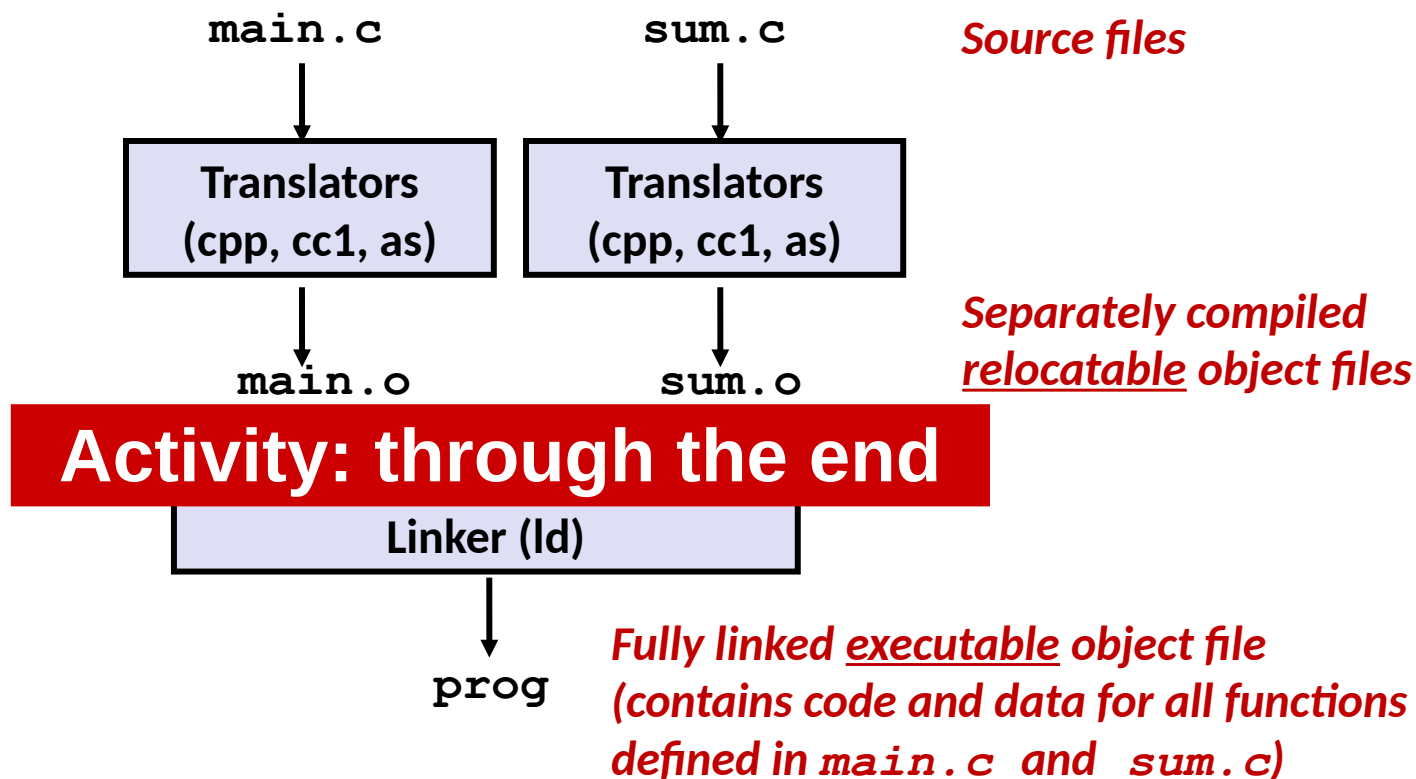 main.c
sum.c
Source files
Translators
(cpp, cc1, as)
Translators
(cpp, cc1, as)
Separately compiled
relocatable object files
main.o
sum.o
Activity: through the end
Linker (ld)
prog
Fully linked executable object file
(contains code and data for all functions
defined in main.c and sum.c)